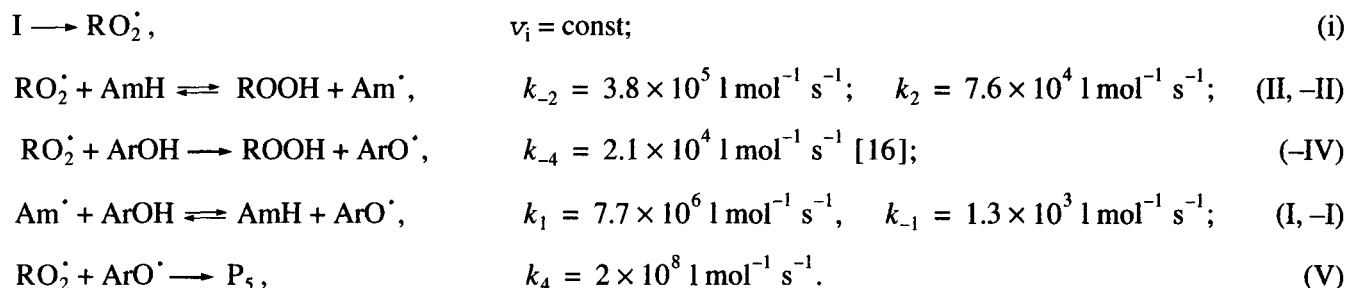 I ⟶ RO₂˙, vᵢ = const; (i)
RO₂˙ + AmH ⇌ ROOH + Am˙, k₋₂ = 3.8 × 10⁵ l mol⁻¹ s⁻¹; k₂ = 7.6 × 10⁴ l mol⁻¹ s⁻¹; (II, –II)
RO₂˙ + ArOH ⟶ ROOH + ArO˙, k₋₄ = 2.1 × 10⁴ l mol⁻¹ s⁻¹ [16]; (–IV)
Am˙ + ArOH ⇌ AmH + ArO˙, k₁ = 7.7 × 10⁶ l mol⁻¹ s⁻¹, k₋₁ = 1.3 × 10³ l mol⁻¹ s⁻¹; (I, –I)
RO₂˙ + ArO˙ ⟶ P₅, k₄ = 2 × 10⁸ l mol⁻¹ s⁻¹. (V)